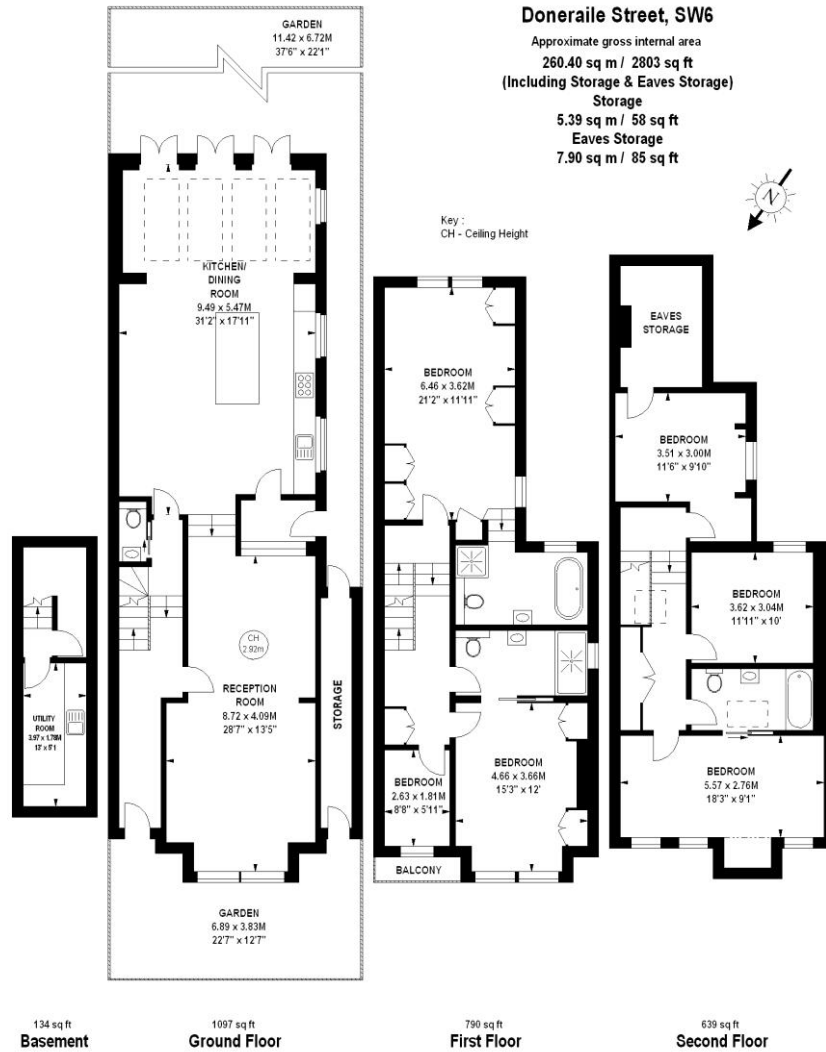 Doneraile Street, SW6
Approximate gross internal area
260.40 sq m / 2803 sq ft
(Including Storage & Eaves Storage)
Storage
5.39 sq m / 58 sq ft
Eaves Storage
7.90 sq m / 85 sq ft
N
Key :
CH - Ceiling Height
GARDEN
11.42 x 6.72M
37'6" x 22'1"
KITCHEN/
DINING
ROOM
9.49 x 5.47M
31'2" x 17'11"
CH
2.92m
RECEPTION
ROOM
8.72 x 4.09M
28'7" x 13'5"
STORAGE
GARDEN
6.89 x 3.83M
22'7" x 12'7"
UTILITY
ROOM
3.97 x 1.78M
13' x 5'1
BEDROOM
6.46 x 3.62M
21'2" x 11'11"
BEDROOM
2.63 x 1.81M
8'8" x 5'11"
BALCONY
BEDROOM
4.66 x 3.66M
15'3" x 12'
EAVES
STORAGE
BEDROOM
3.51 x 3.00M
11'6" x 9'10"
BEDROOM
3.62 x 3.04M
11'11" x 10'
BEDROOM
5.57 x 2.76M
18'3" x 9'1"
134 sq ft
Basement
1097 sq ft
Ground Floor
790 sq ft
First Floor
639 sq ft
Second Floor